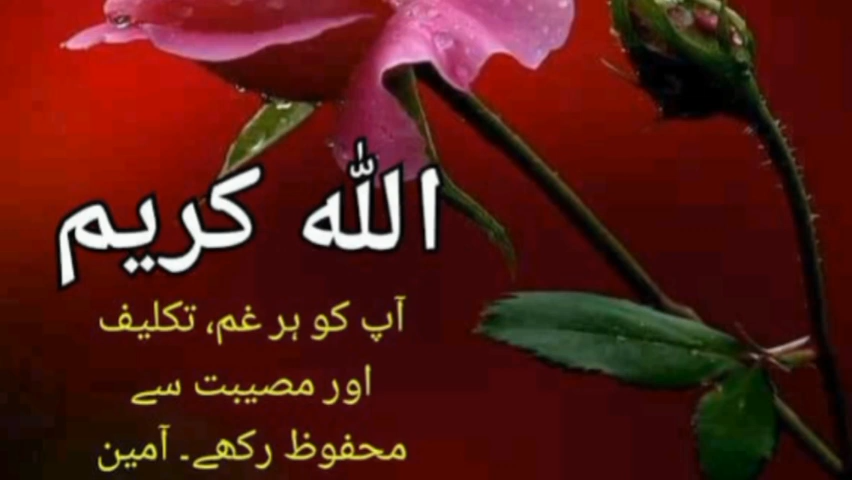 اللہ کریم
آپ کو ہر غم، تکلیف
اور مصیبت سے
محفوظ رکھے۔ آمین